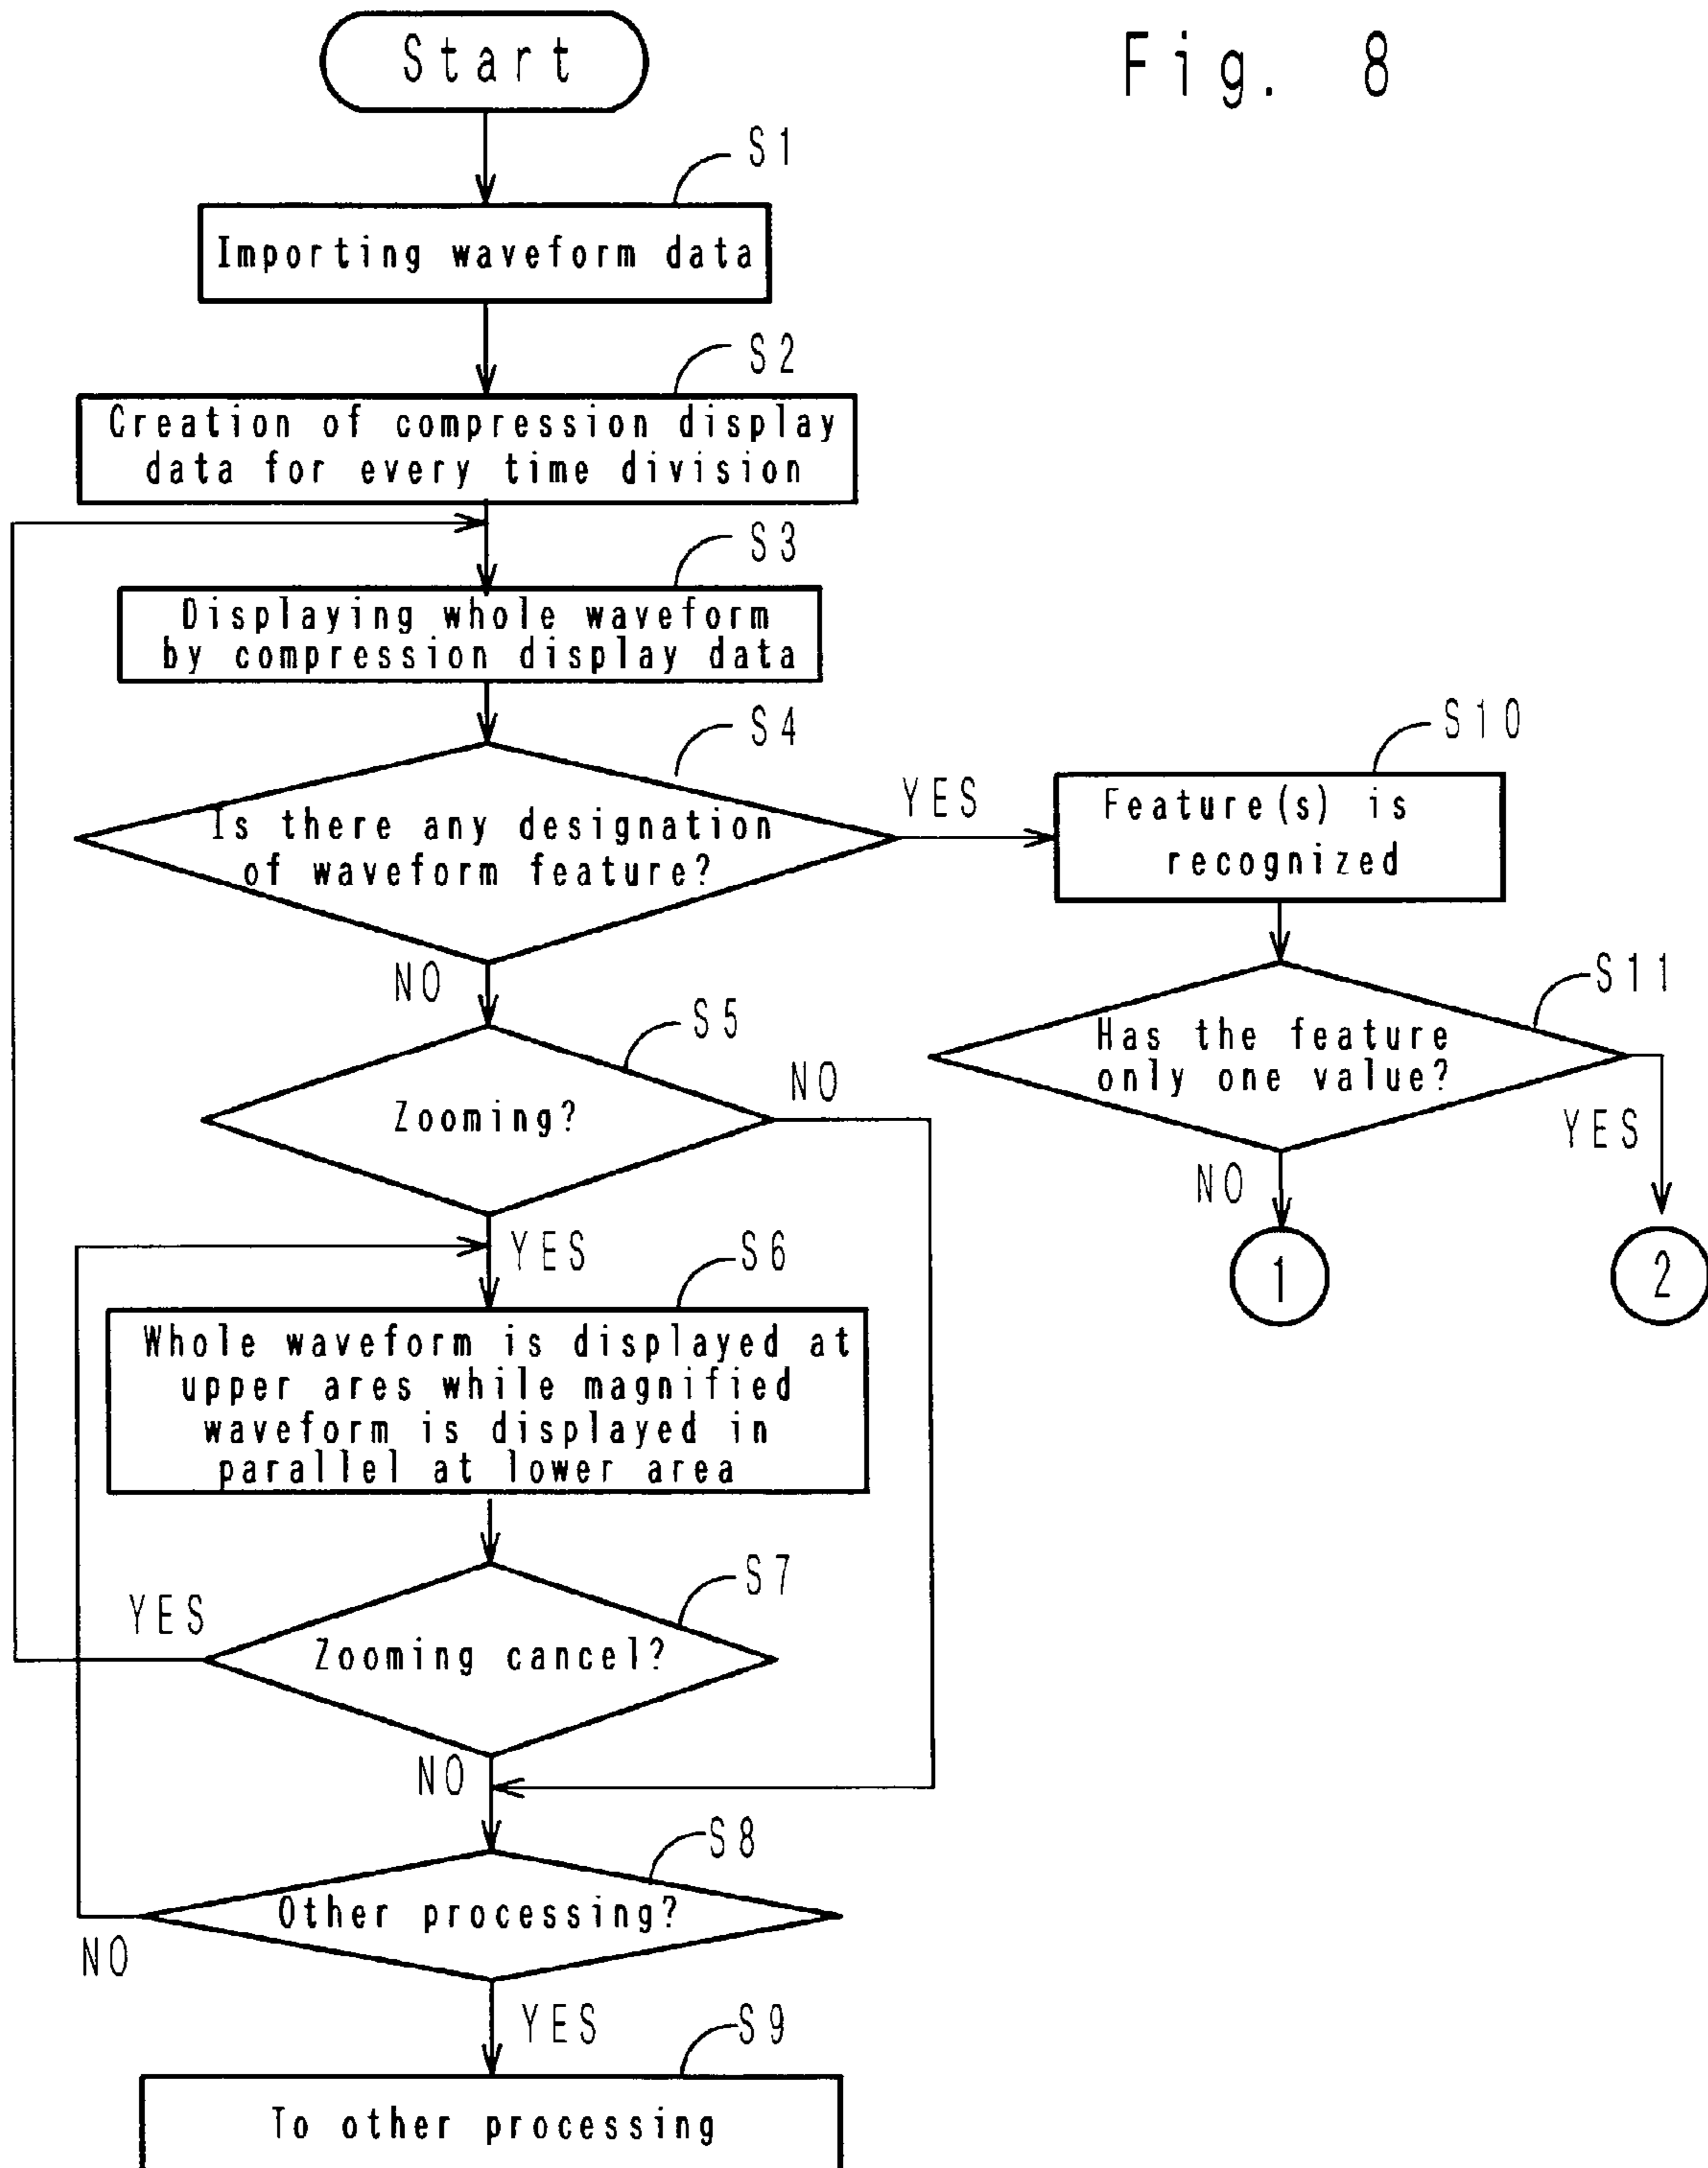 Fig. 8
Start
S1
Importing waveform data
S2
Creation of compression display
data for every time division
S3
Displaying whole waveform
by compression display data
S4
Is there any designation
of waveform feature?
YES
NO
S10
Feature(s) is
recognized
S11
Has the feature
only one value?
YES
NO
1
2
S5
Zooming?
NO
YES
S6
Whole waveform is displayed at
upper ares while magnified
waveform is displayed in
parallel at lower area
S7
YES
Zooming cancel?
NO
S8
Other processing?
NO
YES
S9
To other processing